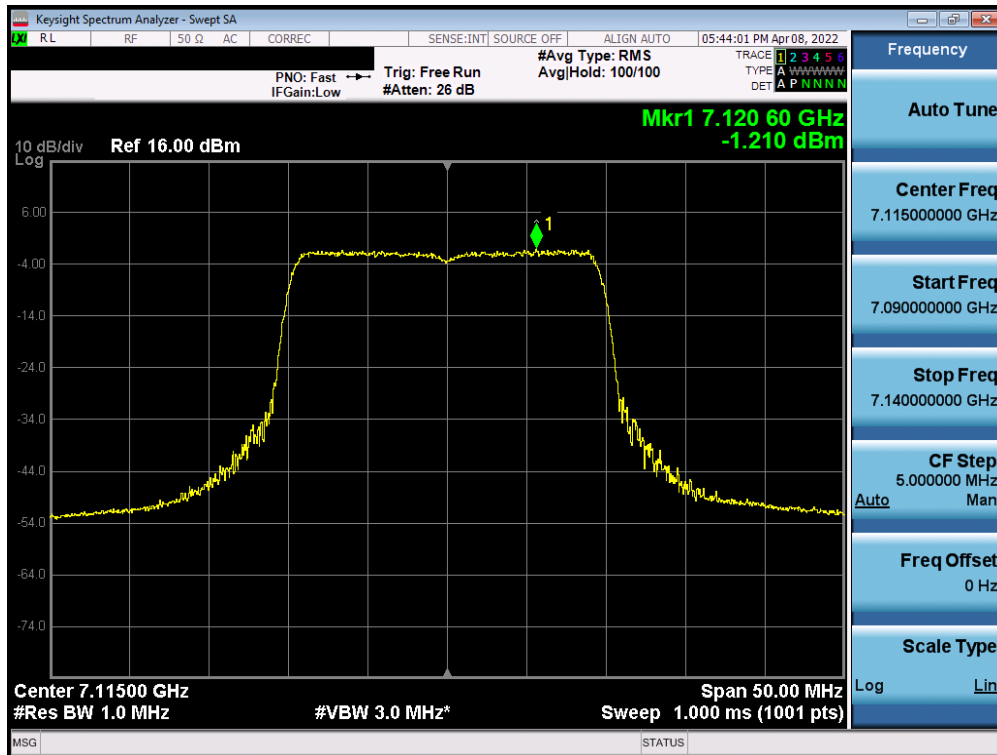 Keysight Spectrum Analyzer - Swept SA
LXI RL RF 50 Ω AC CORREC SENSE:INT SOURCE OFF ALIGN AUTO 05:44:01 PM Apr 08, 2022
PNO: Fast Trig: Free Run #Avg Type: RMS TRACE 1 2 3 4 5 6
IFGain:Low #Atten: 26 dB Avg|Hold: 100/100 TYPE A WWWWW
DET A P N N N N
Mkr1 7.120 60 GHz
-1.210 dBm
10 dB/div Ref 16.00 dBm
Log
1
6.00
-4.00
-14.0
-24.0
-34.0
-44.0
-54.0
-64.0
-74.0
Center 7.11500 GHz Span 50.00 MHz
#Res BW 1.0 MHz #VBW 3.0 MHz* Sweep 1.000 ms (1001 pts)
MSG STATUS
Frequency
Auto Tune
Center Freq
7.115000000 GHz
Start Freq
7.090000000 GHz
Stop Freq
7.140000000 GHz
CF Step
5.000000 MHz
Auto Man
Freq Offset
0 Hz
Scale Type
Log Lin